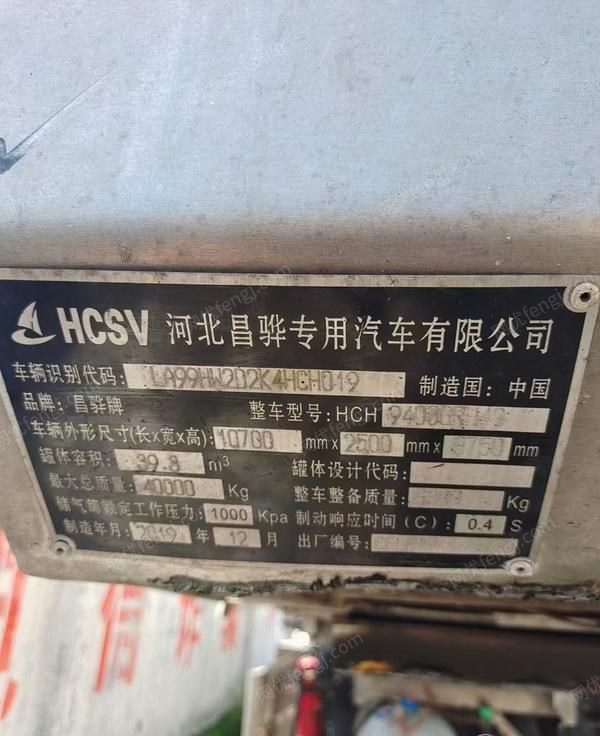 HCSV 河北昌骅专用汽车有限公司
车辆识别代码: LA99HW2D2K4HCH049 制造国: 中国
品牌: 昌骅牌 整车型号: HCH
车辆外形尺寸(长x宽x高): 10700 mmx 2500 mmx 3750 mm
罐体容积: 39.8 m³ 罐体设计代码:
最大总质量: 40000 Kg 整车整备质量: Kg
储气筒额定工作压力: 1000 Kpa 制动响应时间 (C): 0.4 S
制造年月: 2019 年 12 月 出厂编号: